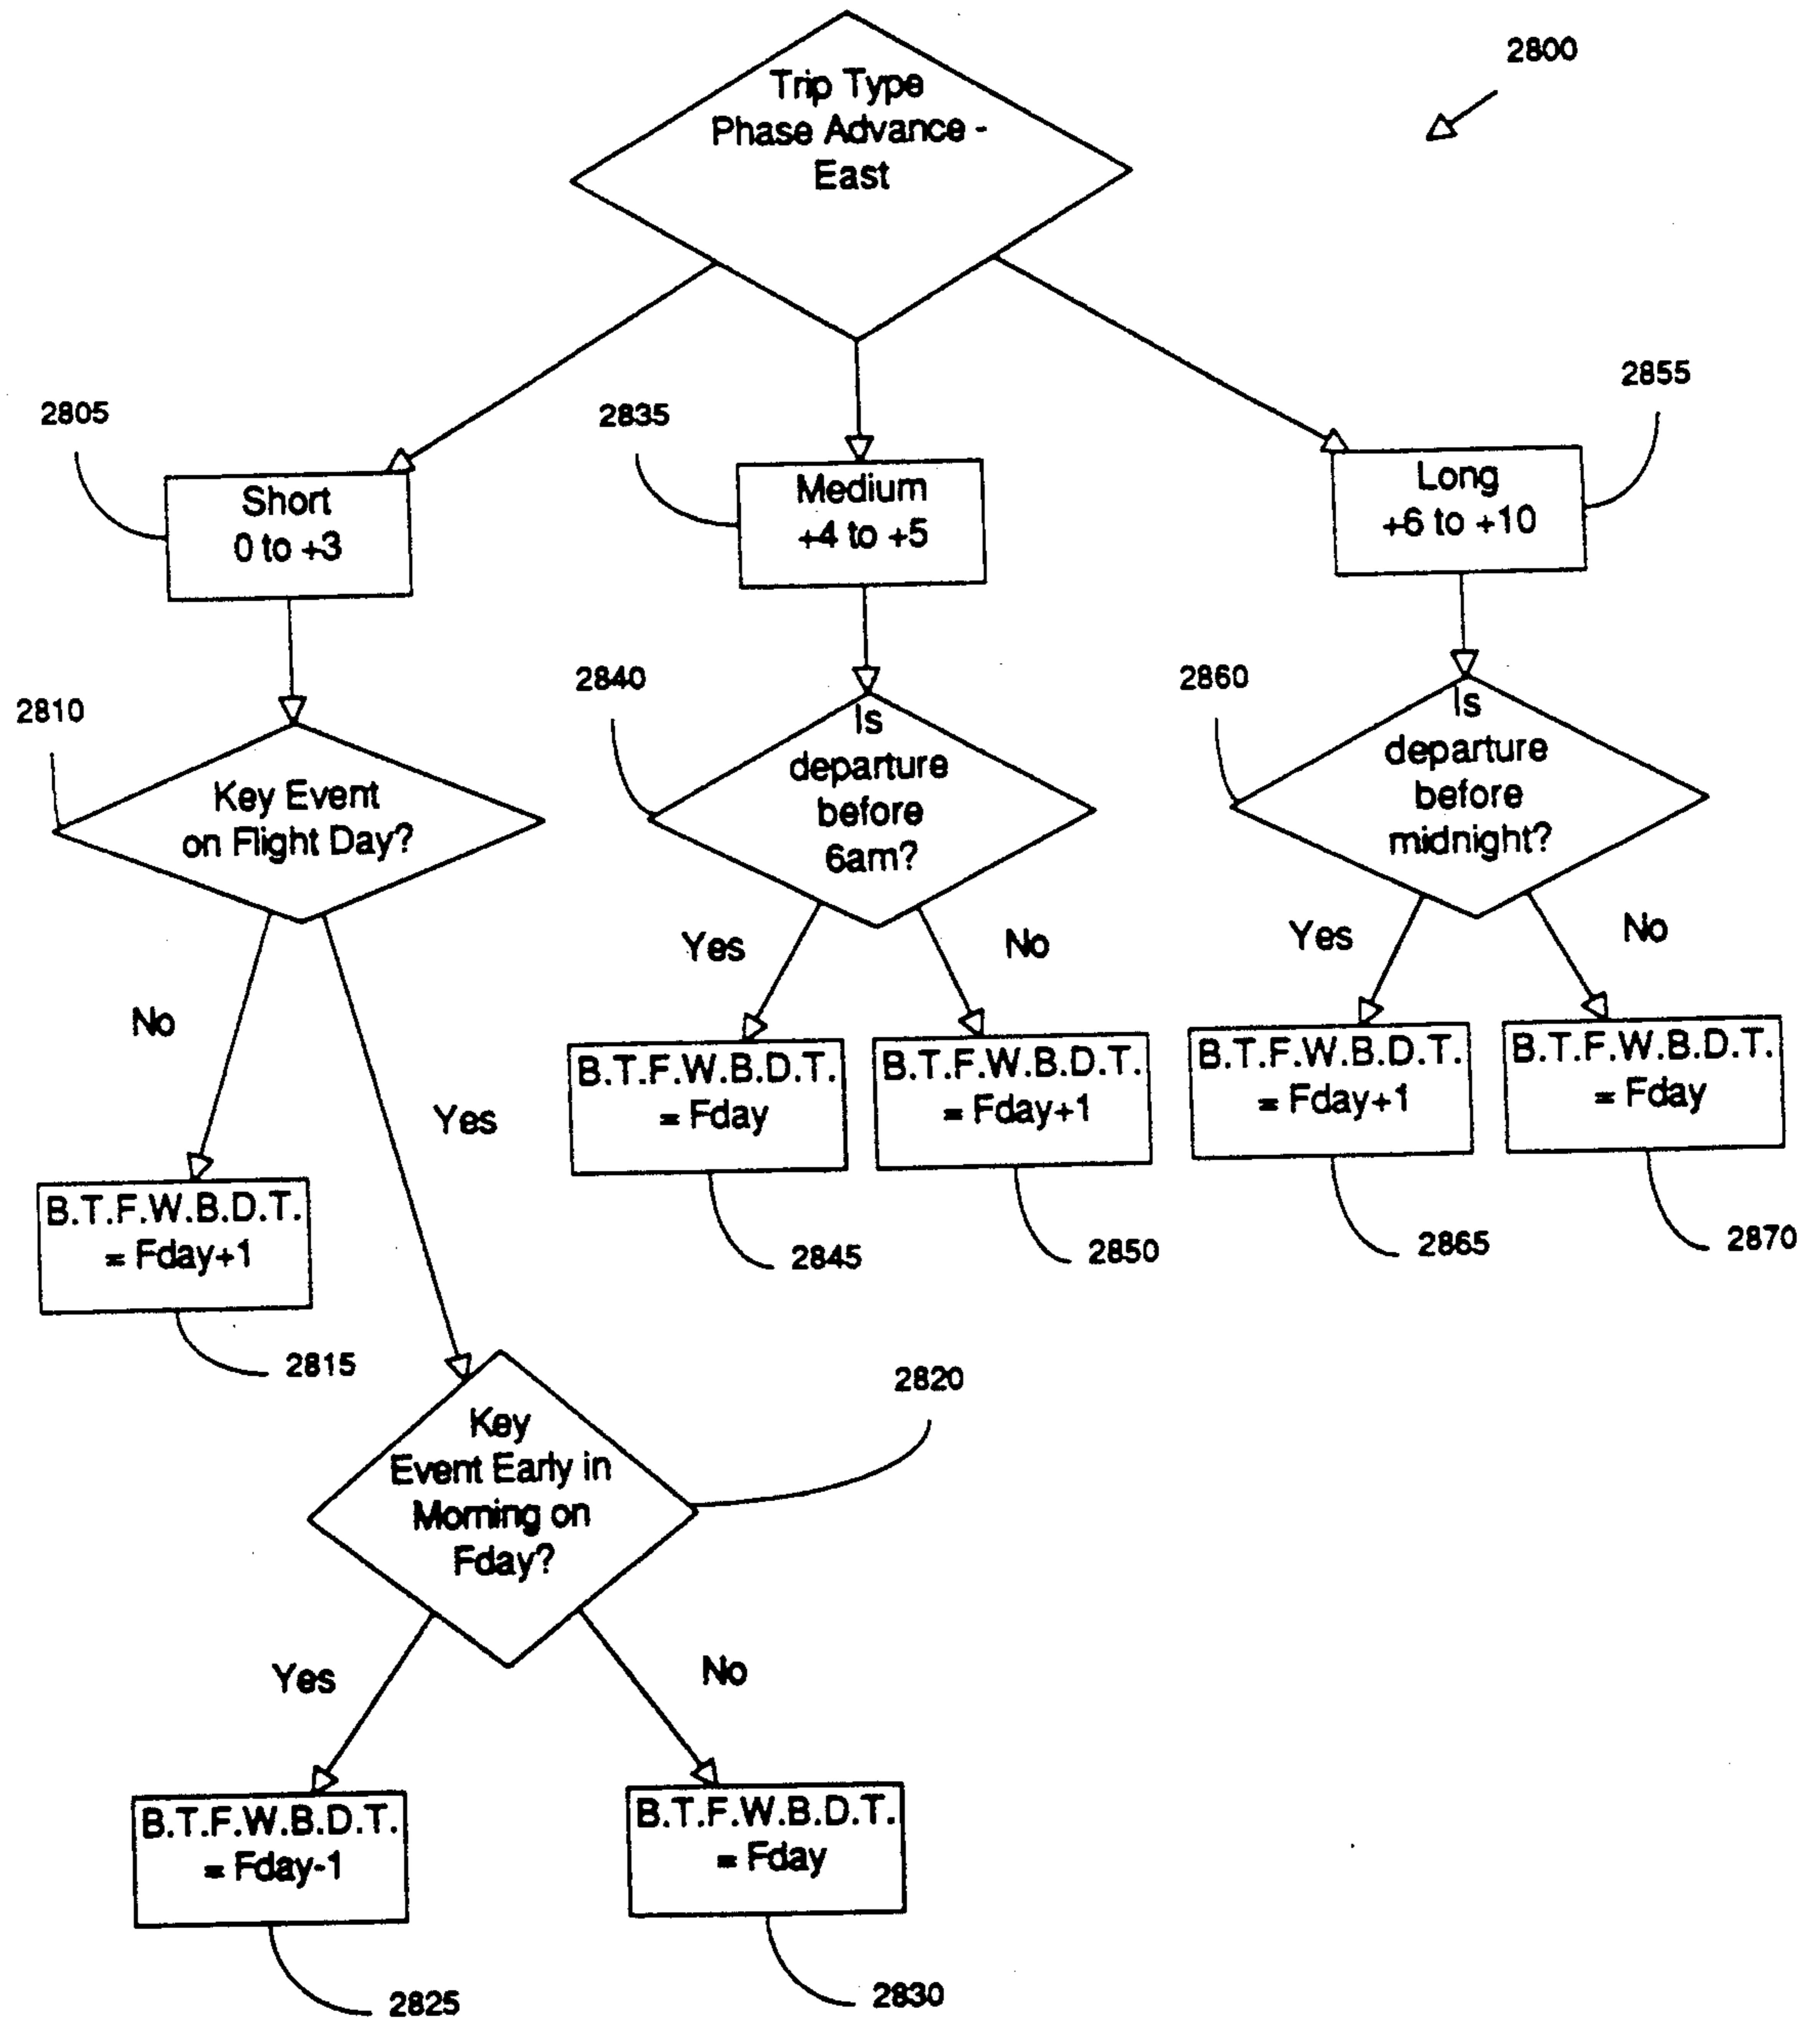 2800
Trip Type
Phase Advance -
East
2805
Short
0 to +3
2835
Medium
+4 to +5
2855
Long
+6 to +10
2810
Key Event
on Flight Day?
2840
Is
departure
before
6am?
2860
Is
departure
before
midnight?
No
Yes
Yes
No
Yes
No
B.T.F.W.B.D.T.
= Fday+1
2815
B.T.F.W.B.D.T.
= Fday
2845
B.T.F.W.B.D.T.
= Fday+1
2850
B.T.F.W.B.D.T.
= Fday+1
2865
B.T.F.W.B.D.T.
= Fday
2870
2820
Key
Event Early in
Morning on
Fday?
Yes
No
B.T.F.W.B.D.T.
= Fday-1
2825
B.T.F.W.B.D.T.
= Fday
2830